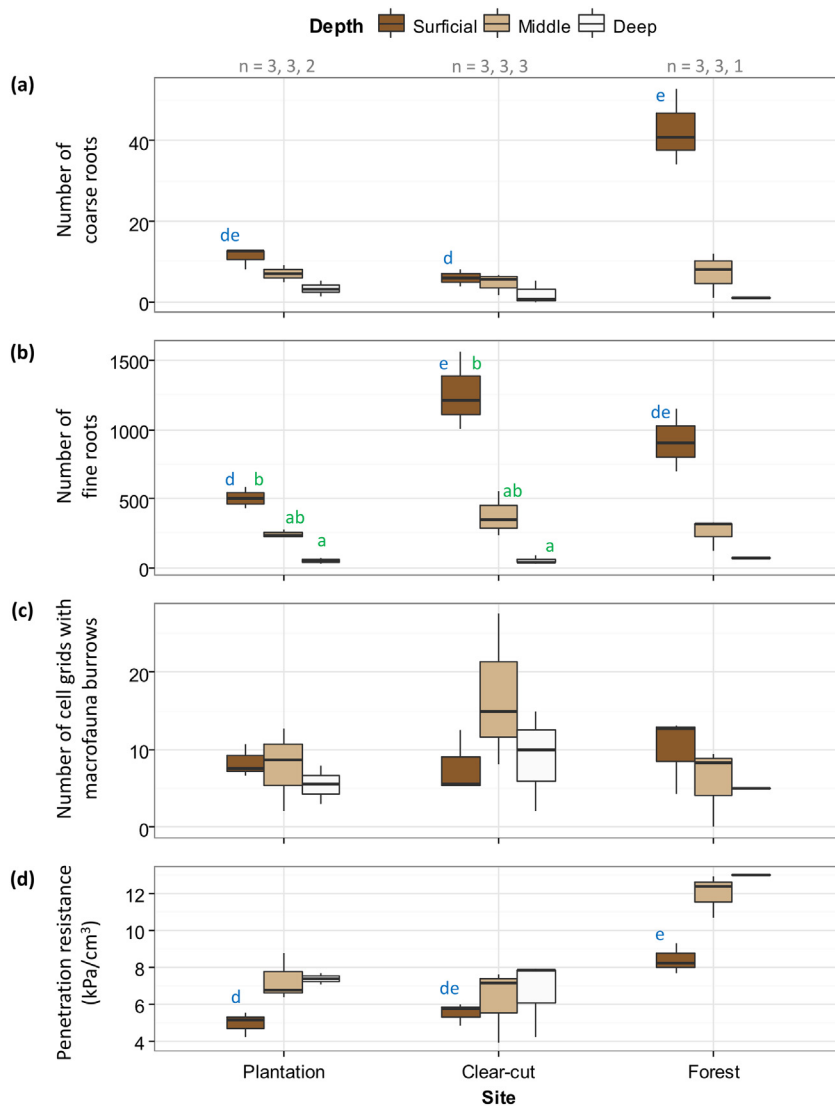 Depth Surficial Middle Deep
n = 3, 3, 2 n = 3, 3, 3 n = 3, 3, 1
(a)
Number of
coarse roots
40
20
0
de
d
e
(b)
Number of
fine roots
1500
1000
500
0
d b
ab
a
e b
ab
a
de
(c)
Number of cell grids with
macrofauna burrows
20
10
0
(d)
Penetration resistance
(kPa/cm³)
12
10
8
6
4
d
de
e
Plantation Clear-cut Forest
Site